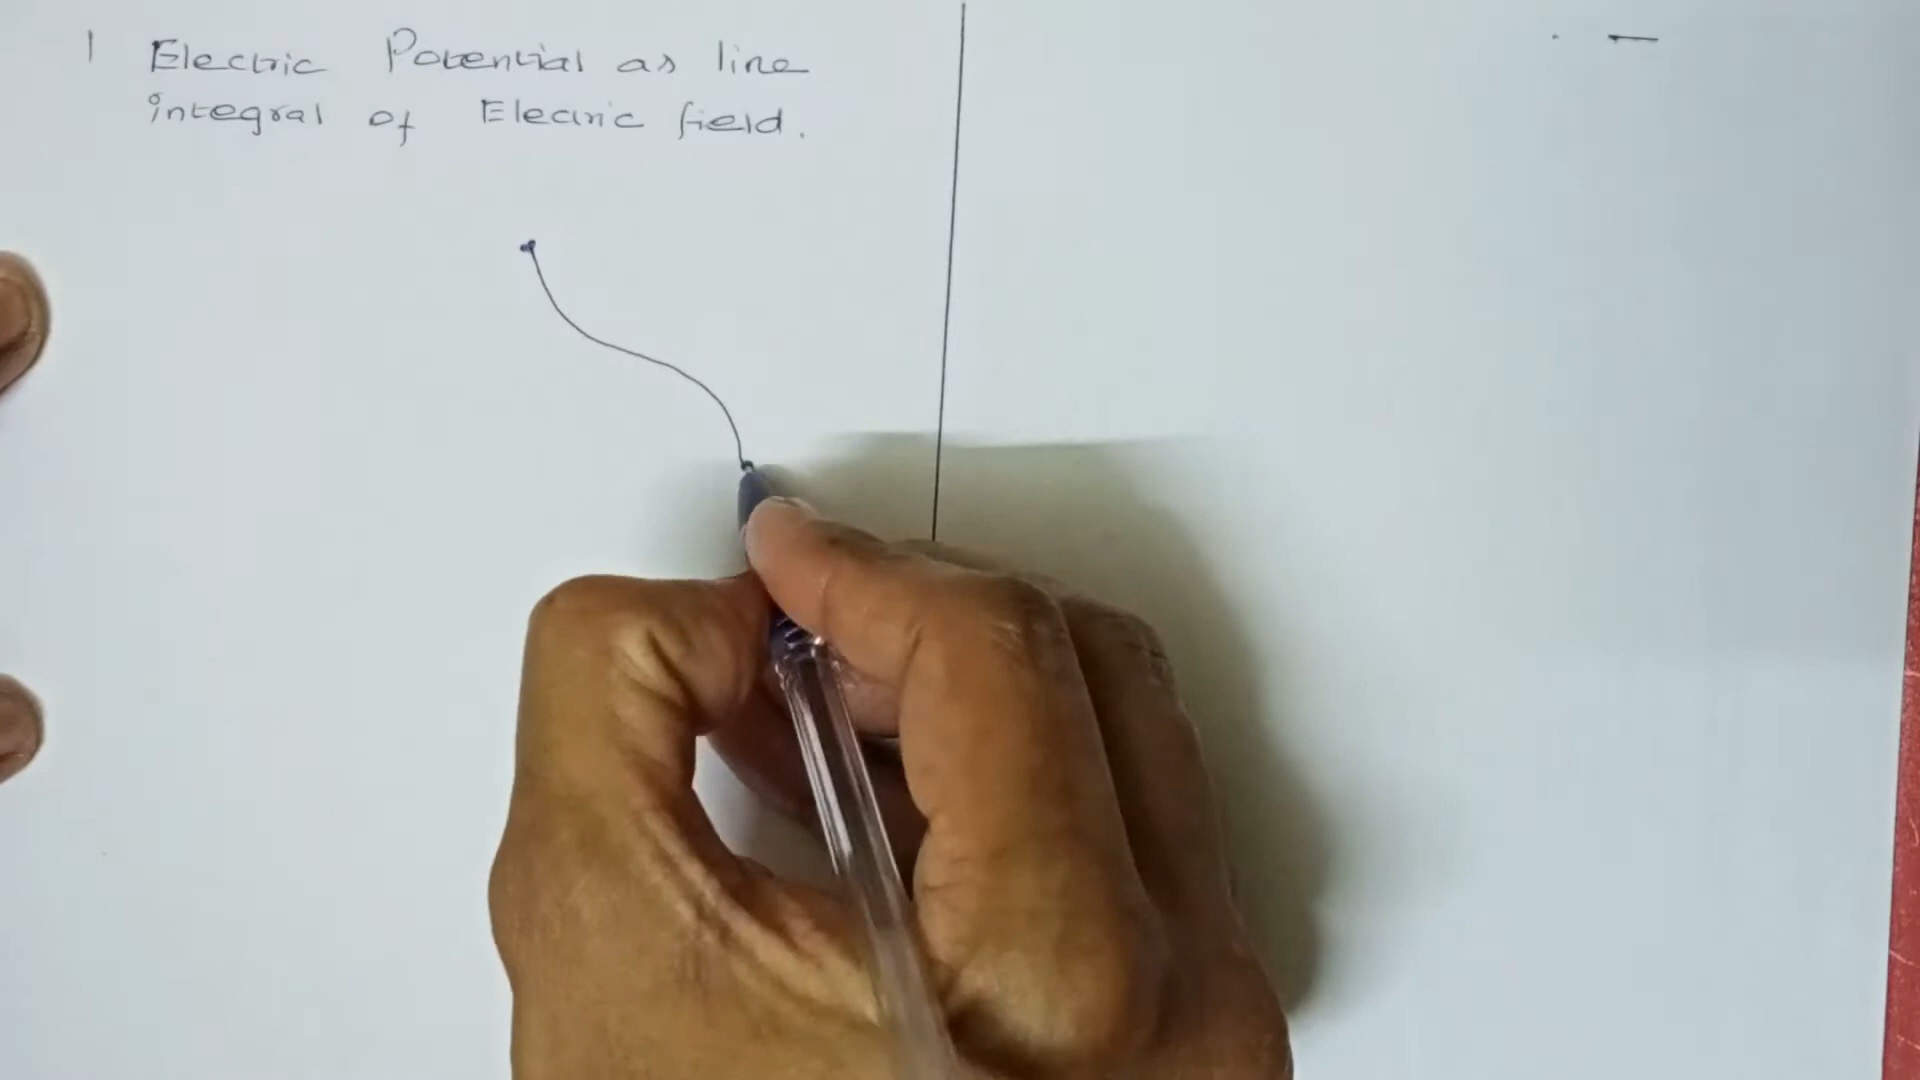 1 Electric Potential as line
integral of Electric field.